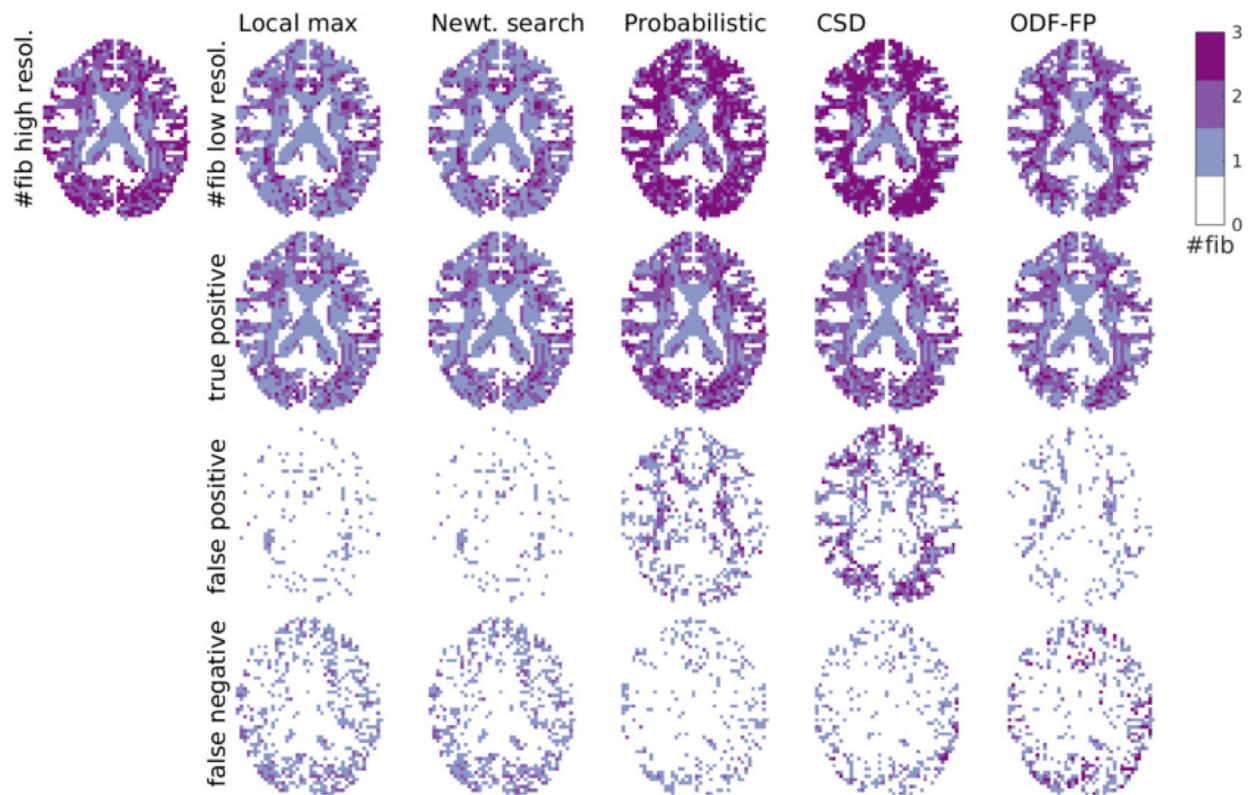 Local max
Newt. search
Probabilistic
CSD
ODF-FP
#fib high resol.
#fib low resol.
3
2
1
0
#fib
true positive
false positive
false negative